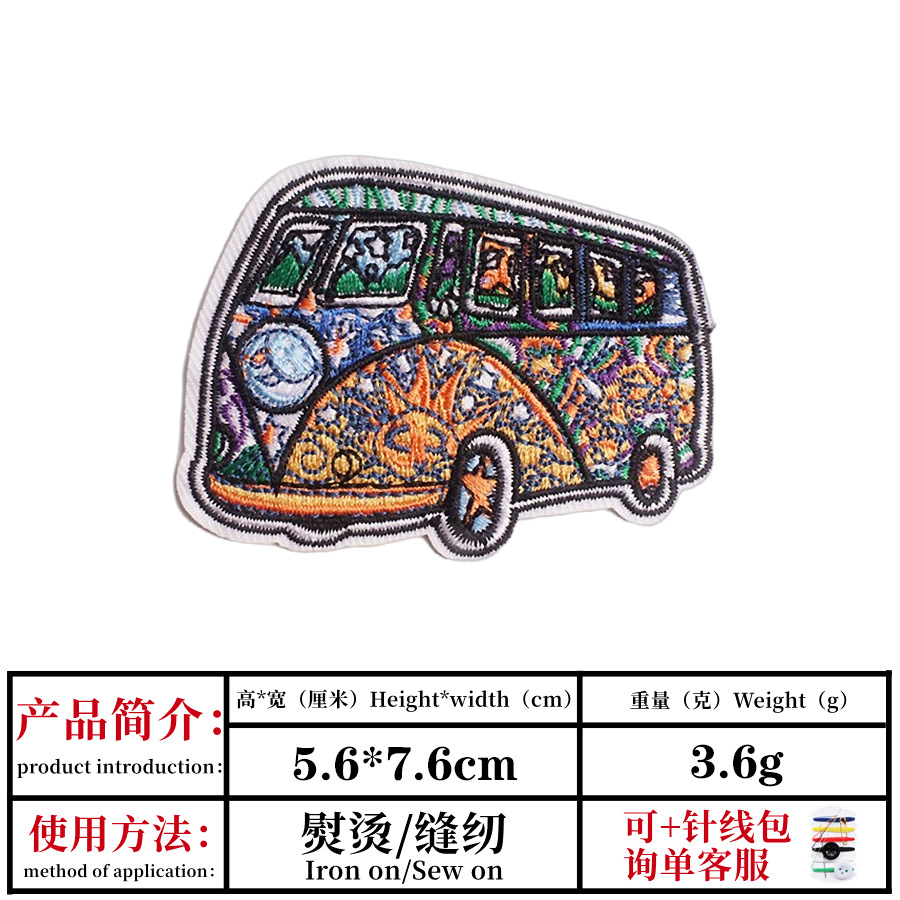 产品简介:
product introduction:
高*宽（厘米）Height*width（cm）
5.6*7.6cm
重量（克）Weight（g）
3.6g
使用方法:
method of application:
熨烫/缝纫
Iron on/Sew on
可+针线包
询单客服